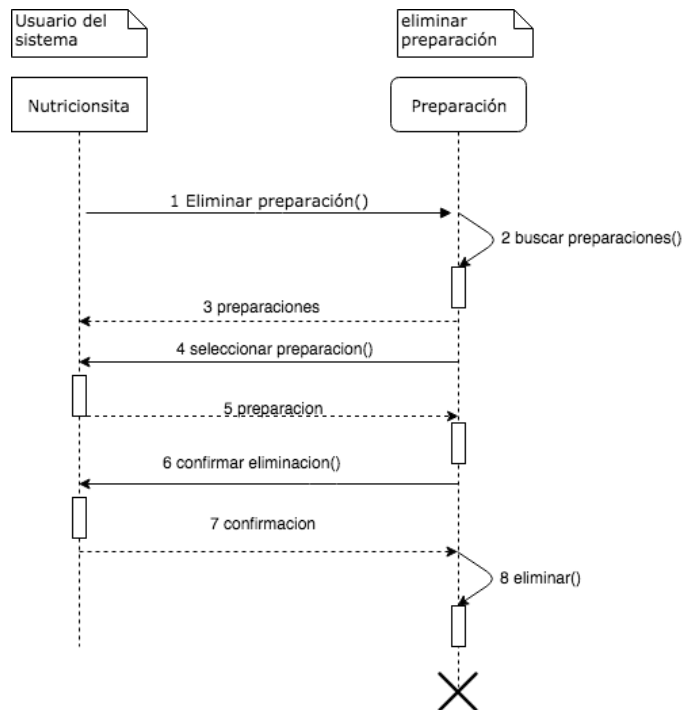 Usuario del
sistema
eliminar
preparación
Nutricionsita
Preparación
1 Eliminar preparación()
2 buscar preparaciones()
3 preparaciones
4 seleccionar preparacion()
5 preparacion
6 confirmar eliminacion()
7 confirmacion
8 eliminar()